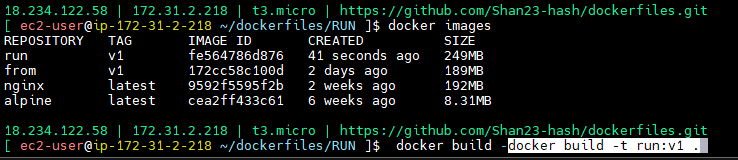 18.234.122.58 | 172.31.2.218 | t3.micro | https://github.com/Shan23-hash/dockerfiles.git
[ ec2-user@ip-172-31-2-218 ~/dockerfiles/RUN ]$ docker images
REPOSITORY TAG IMAGE ID CREATED SIZE
run v1 fe564786d876 41 seconds ago 249MB
from v1 172cc58c100d 2 days ago 189MB
nginx latest 9592f5595f2b 2 weeks ago 192MB
alpine latest cea2ff433c61 6 weeks ago 8.31MB
18.234.122.58 | 172.31.2.218 | t3.micro | https://github.com/Shan23-hash/dockerfiles.git
[ ec2-user@ip-172-31-2-218 ~/dockerfiles/RUN ]$ docker build -docker build -t run:v1 .